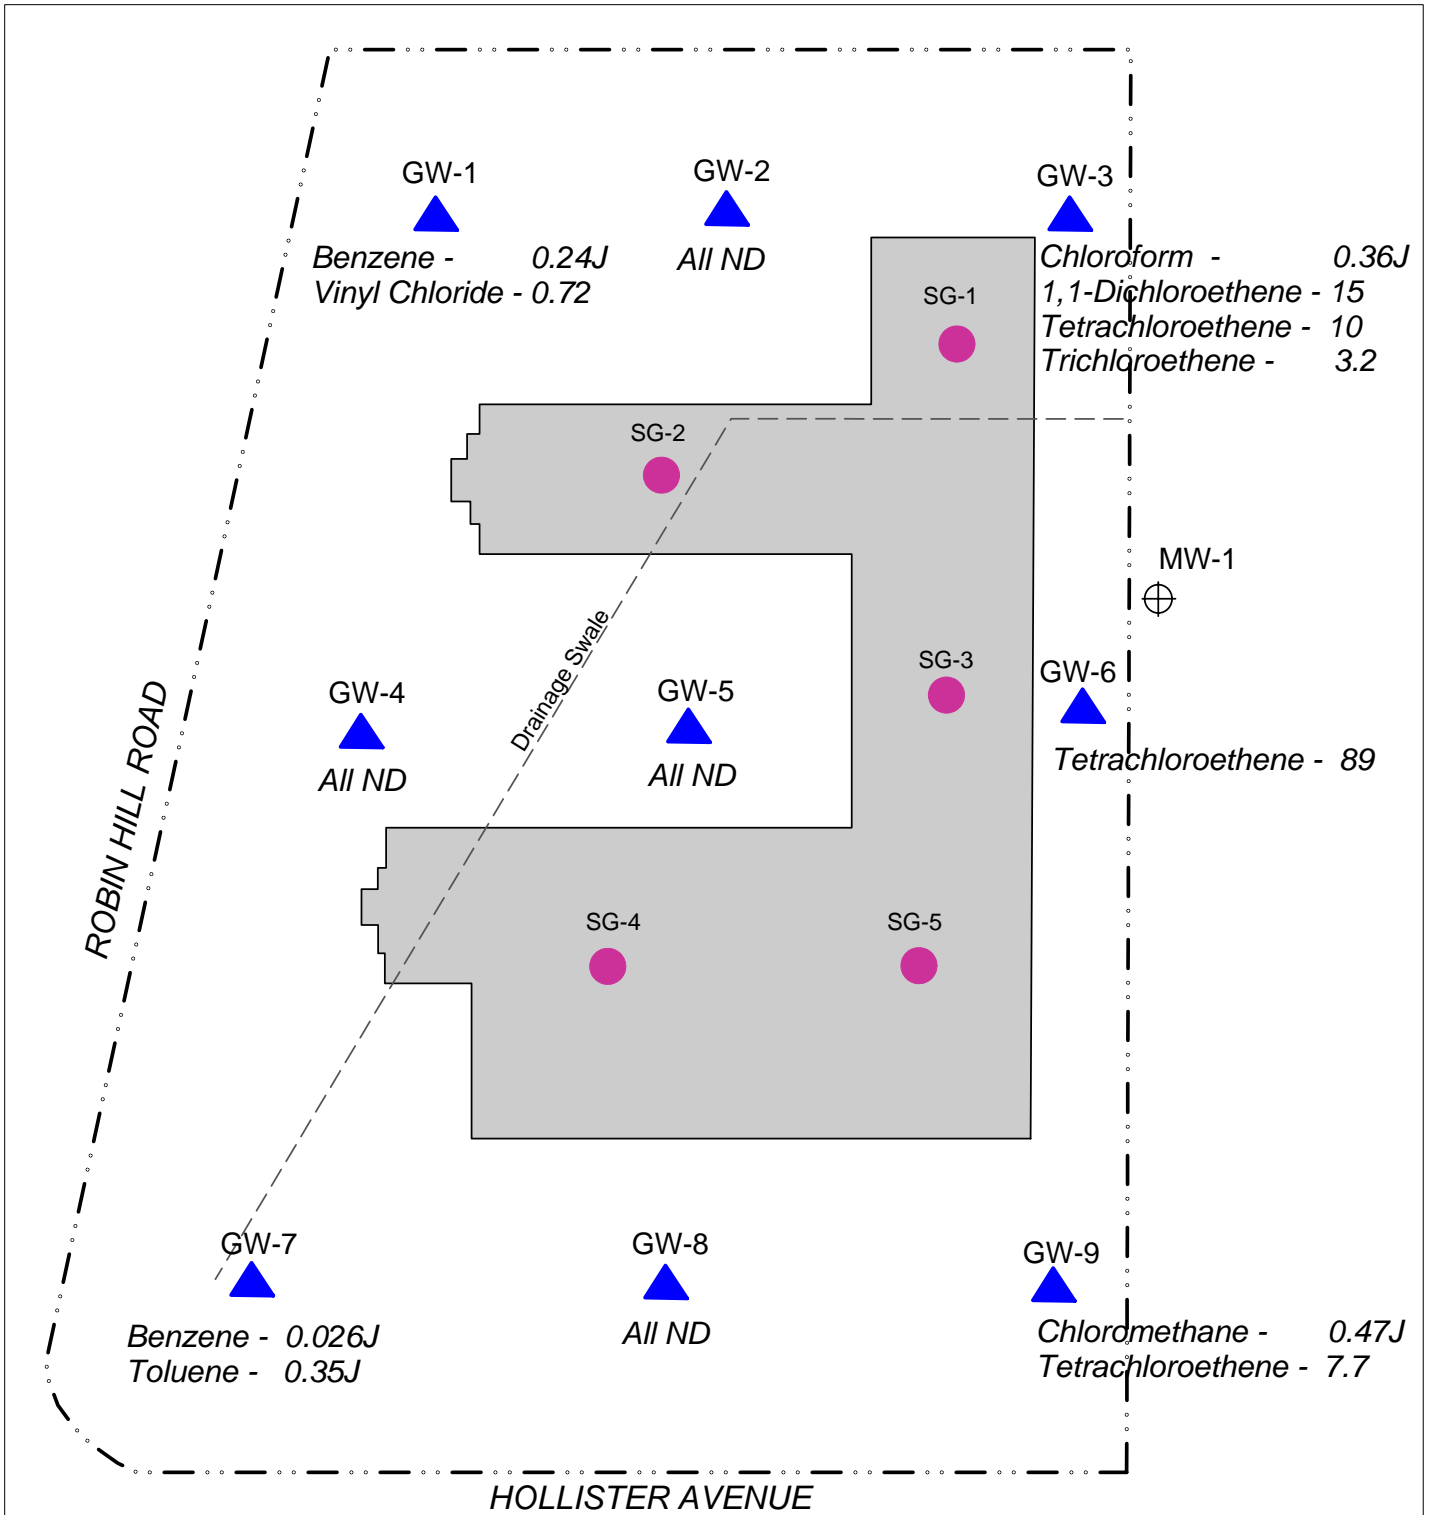 GW-1
GW-2
GW-3
Benzene - 0.24J
Vinyl Chloride - 0.72
All ND
Chloroform - 0.36J
1,1-Dichloroethene - 15
Tetrachloroethene - 10
Trichloroethene - 3.2
SG-1
SG-2
MW-1
Drainage Swale
SG-3
GW-4
GW-5
GW-6
All ND
All ND
Tetrachloroethene - 89
ROBIN HILL ROAD
SG-4
SG-5
GW-7
GW-8
GW-9
Benzene - 0.026J
Toluene - 0.35J
All ND
Chloromethane - 0.47J
Tetrachloroethene - 7.7
HOLLISTER AVENUE